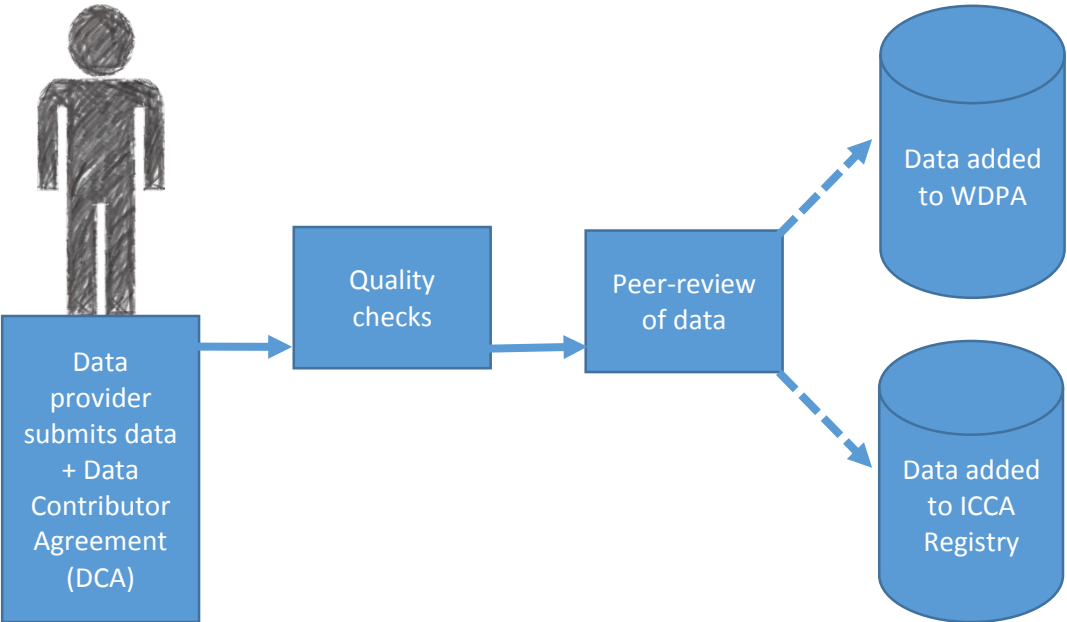 Data
provider
submits data
+ Data
Contributor
Agreement
(DCA)
Quality
checks
Peer-review
of data
Data added
to WDPA
Data added
to ICCA
Registry